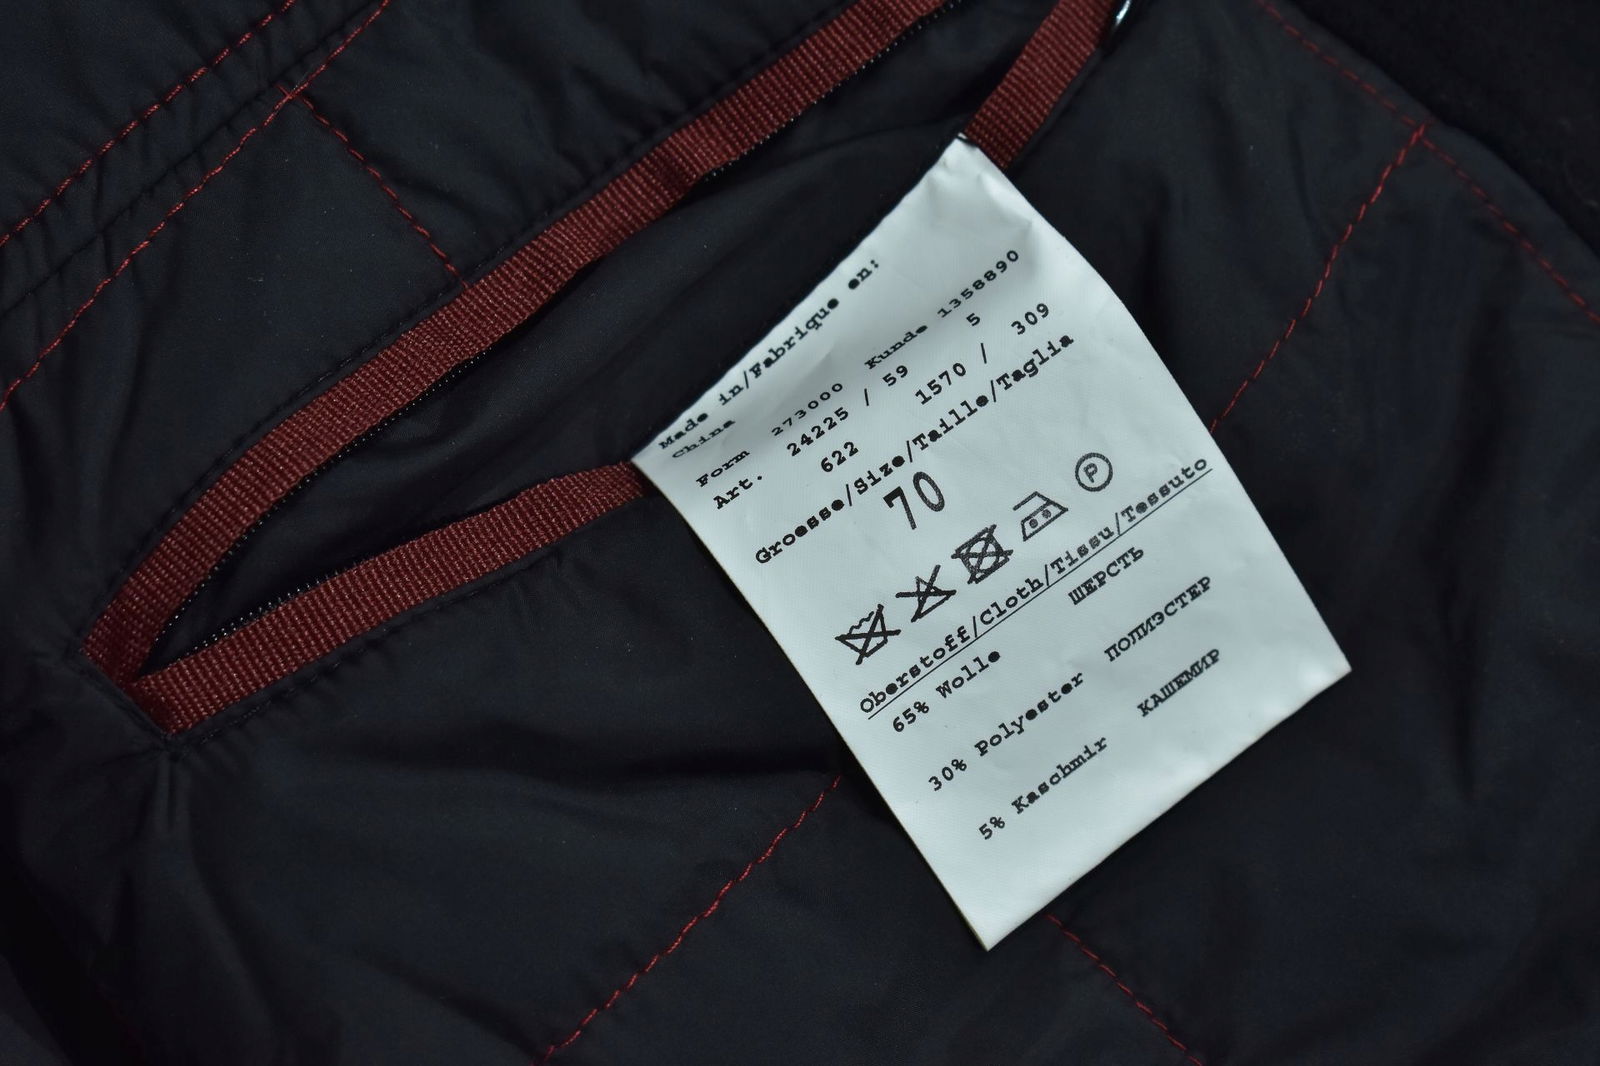 Made in/Fabrique en:
China
Form 273000 Kunde 1358890
24225 / 59 5
Art. 622 1570 / 309
Groesse/Size/Taille/Taglia
70
P
Oberstoff/Cloth/Tissu/Tessuto
65% Wolle ШЕРСТЬ
30% Polyester ПОЛИЭСТЕР
5% Kaschmir КАШЕМИР